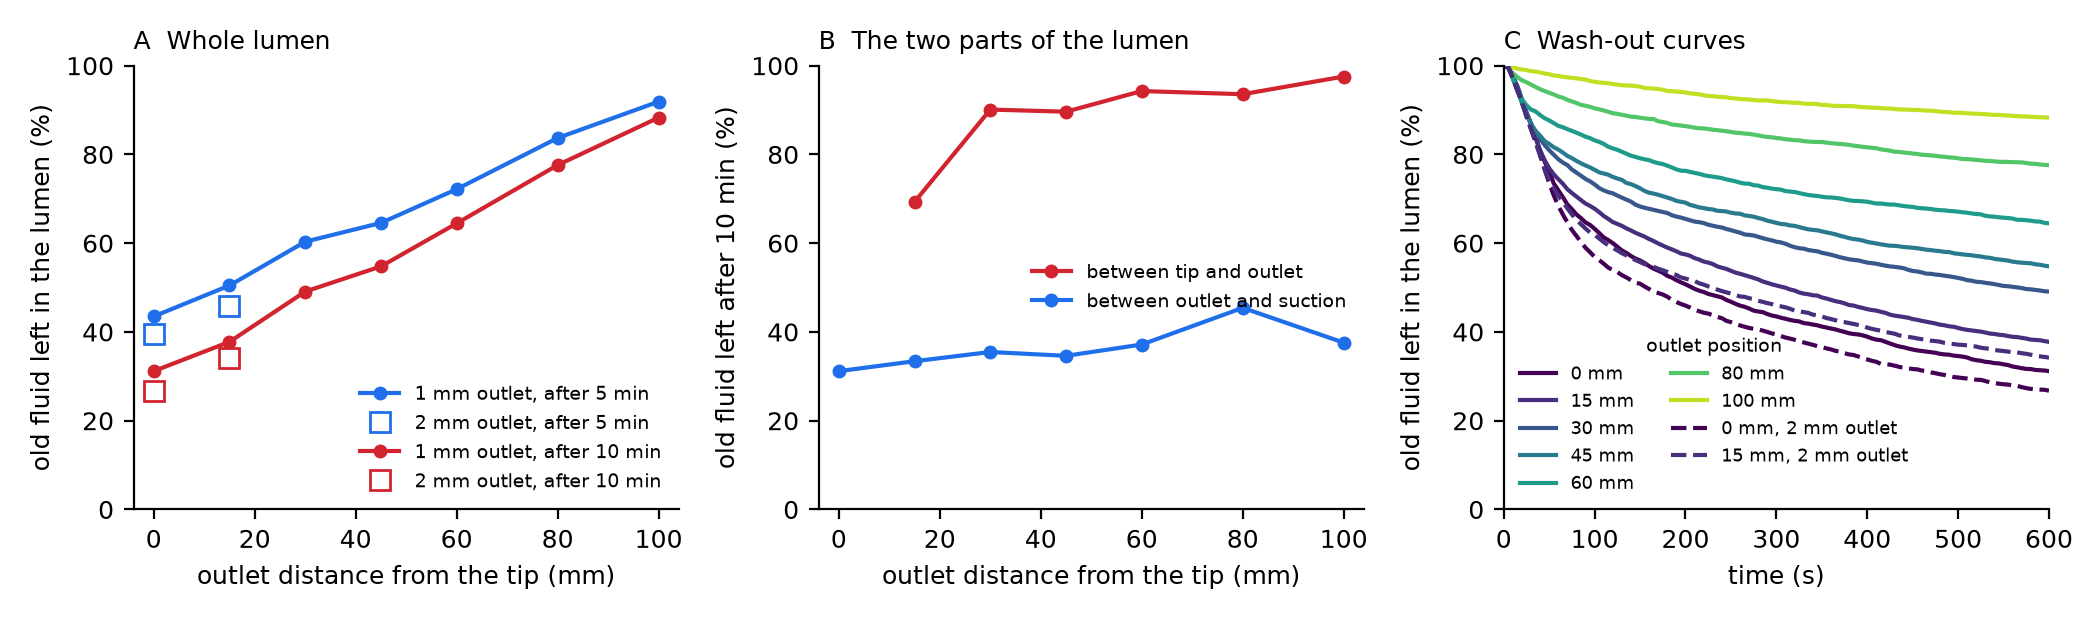 A Whole lumen
old fluid left in the lumen (%)
100
80
60
40
20
0
0 20 40 60 80 100
outlet distance from the tip (mm)
1 mm outlet, after 5 min
2 mm outlet, after 5 min
1 mm outlet, after 10 min
2 mm outlet, after 10 min
B The two parts of the lumen
old fluid left after 10 min (%)
100
80
60
40
20
0
0 20 40 60 80 100
outlet distance from the tip (mm)
between tip and outlet
between outlet and suction
C Wash-out curves
old fluid left in the lumen (%)
100
80
60
40
20
0
0 100 200 300 400 500 600
time (s)
outlet position
0 mm
15 mm
30 mm
45 mm
60 mm
80 mm
100 mm
0 mm, 2 mm outlet
15 mm, 2 mm outlet